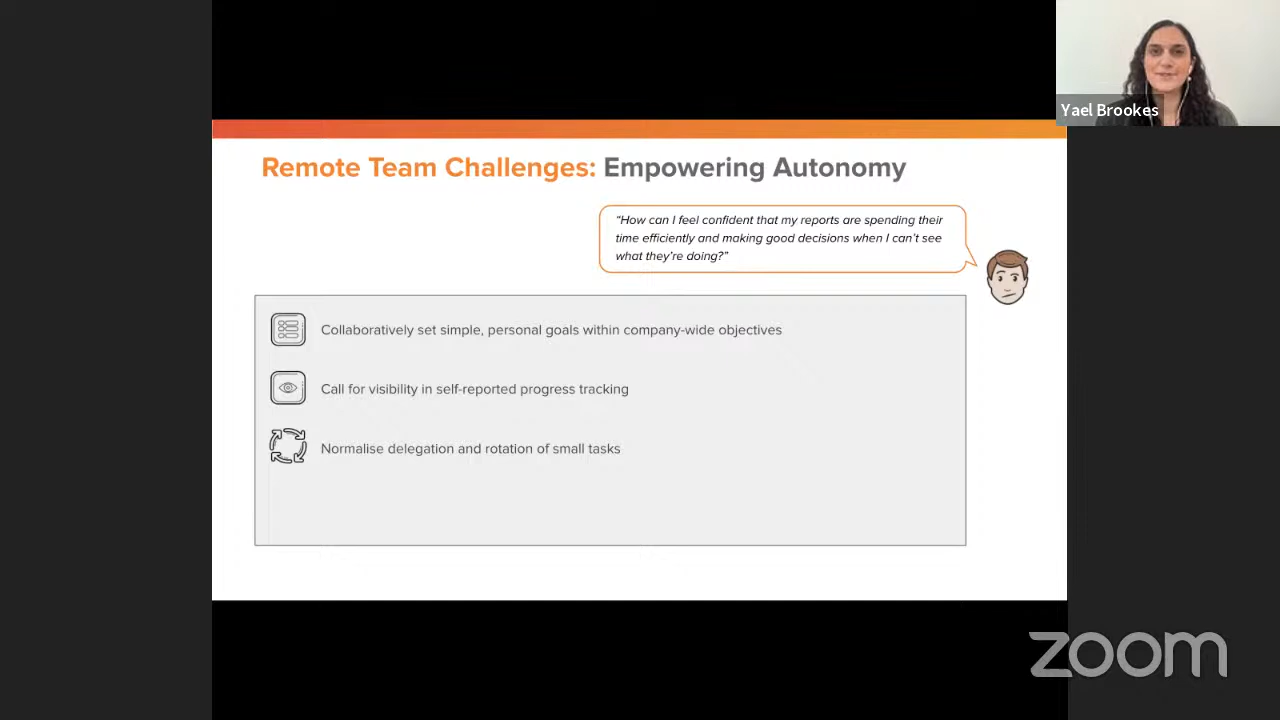 Yael Brookes
Remote Team Challenges: Empowering Autonomy
“How can I feel confident that my reports are spending their
time efficiently and making good decisions when I can’t see
what they’re doing?”
Collaboratively set simple, personal goals within company-wide objectives
Call for visibility in self-reported progress tracking
Normalise delegation and rotation of small tasks
zoom